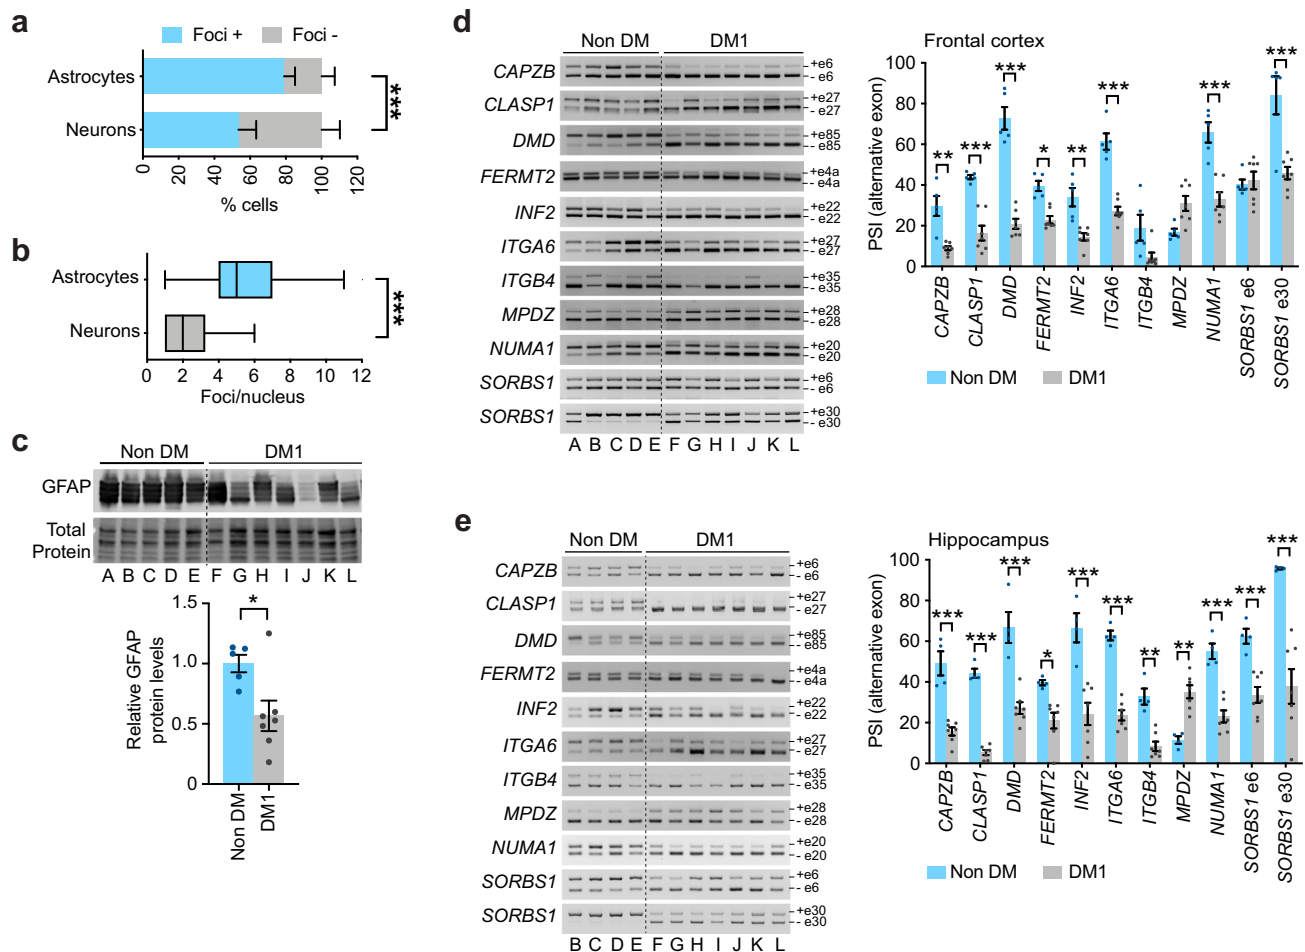 a
Foci + Foci -
Astrocytes
Neurons
***
0 20 40 60 80 100 120
% cells
b
Astrocytes
Neurons
***
0 2 4 6 8 10 12
Foci/nucleus
c
Non DM DM1
GFAP
Total
Protein
A B C D E F G H I J K L
Relative GFAP
protein levels
1.5
1.0
0.5
0
*
Non DM
DM1
d
Non DM DM1
CAPZB +e6
- e6
CLASP1 +e27
- e27
DMD +e85
- e85
FERMT2 +e4a
- e4a
INF2 +e22
- e22
ITGA6 +e27
- e27
ITGB4 +e35
- e35
MPDZ +e28
- e28
NUMA1 +e20
- e20
SORBS1 +e6
- e6
SORBS1 +e30
- e30
A B C D E F G H I J K L
Frontal cortex
PSI (alternative exon)
100
80
60
40
20
0
** *** *** * ** *** *** ***
CAPZB
CLASP1
DMD
FERMT2
INF2
ITGA6
ITGB4
MPDZ
NUMA1
SORBS1 e6
SORBS1 e30
Non DM DM1
e
Non DM DM1
CAPZB +e6
- e6
CLASP1 +e27
- e27
DMD +e85
- e85
FERMT2 +e4a
- e4a
INF2 +e22
- e22
ITGA6 +e27
- e27
ITGB4 +e35
- e35
MPDZ +e28
- e28
NUMA1 +e20
- e20
SORBS1 +e6
- e6
SORBS1 +e30
- e30
B C D E F G H I J K L
Hippocampus
PSI (alternative exon)
100
80
60
40
20
0
*** *** *** * *** *** ** ** *** *** ***
CAPZB
CLASP1
DMD
FERMT2
INF2
ITGA6
ITGB4
MPDZ
NUMA1
SORBS1 e6
SORBS1 e30
Non DM DM1